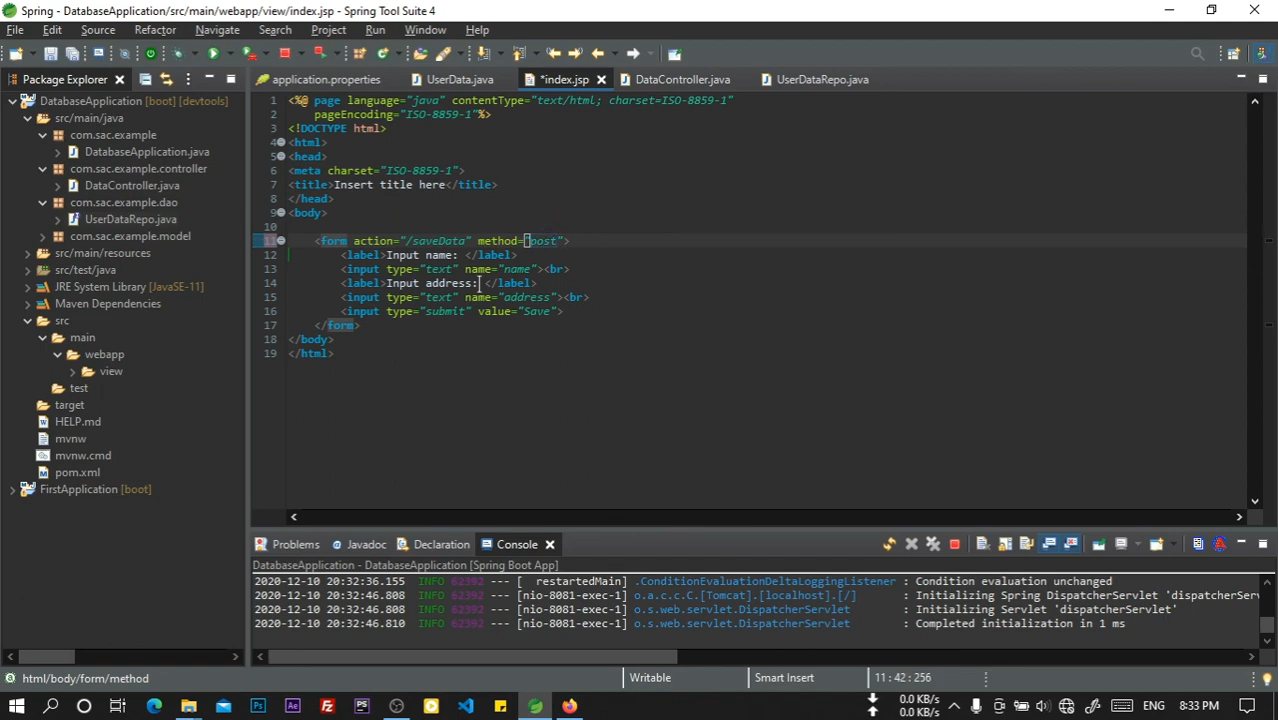 Spring - DatabaseApplication/src/main/webapp/view/index.jsp - Spring Tool Suite 4
File Edit Source Refactor Navigate Search Project Run Window Help
Package Explorer
application.properties UserData.java *index.jsp DataController.java UserDataRepo.java
DatabaseApplication [boot] [devtools]
src/main/java
com.sac.example
DatabaseApplication.java
com.sac.example.controller
DataController.java
com.sac.example.dao
UserDataRepo.java
com.sac.example.model
src/main/resources
src/test/java
JRE System Library [JavaSE-11]
Maven Dependencies
src
main
webapp
view
test
target
HELP.md
mvnw
mvnw.cmd
pom.xml
FirstApplication [boot]
1 <%@ page language="java" contentType="text/html; charset=ISO-8859-1"
2 pageEncoding="ISO-8859-1"%>
3 <!DOCTYPE html>
4 <html>
5 <head>
6 <meta charset="ISO-8859-1">
7 <title>Insert title here</title>
8 </head>
9 <body>
10
11 <form action="/saveData" method="post">
12 <label>Input name: </label>
13 <input type="text" name="name"><br>
14 <label>Input address: </label>
15 <input type="text" name="address"><br>
16 <input type="submit" value="Save">
17 </form>
18 </body>
19 </html>
Problems Javadoc Declaration Console
DatabaseApplication - DatabaseApplication [Spring Boot App]
2020-12-10 20:32:36.155 INFO 62392 --- [ restartedMain] .ConditionEvaluationDeltaLoggingListener : Condition evaluation unchanged
2020-12-10 20:32:46.808 INFO 62392 --- [nio-8081-exec-1] o.a.c.c.C.[Tomcat].[localhost].[/] : Initializing Spring DispatcherServlet 'dispatcherServ
2020-12-10 20:32:46.808 INFO 62392 --- [nio-8081-exec-1] o.s.web.servlet.DispatcherServlet : Initializing Servlet 'dispatcherServlet'
2020-12-10 20:32:46.810 INFO 62392 --- [nio-8081-exec-1] o.s.web.servlet.DispatcherServlet : Completed initialization in 1 ms
html/body/form/method Writable Smart Insert 11 : 42 : 256
0.0 KB/s
0.0 KB/s
ENG 8:33 PM